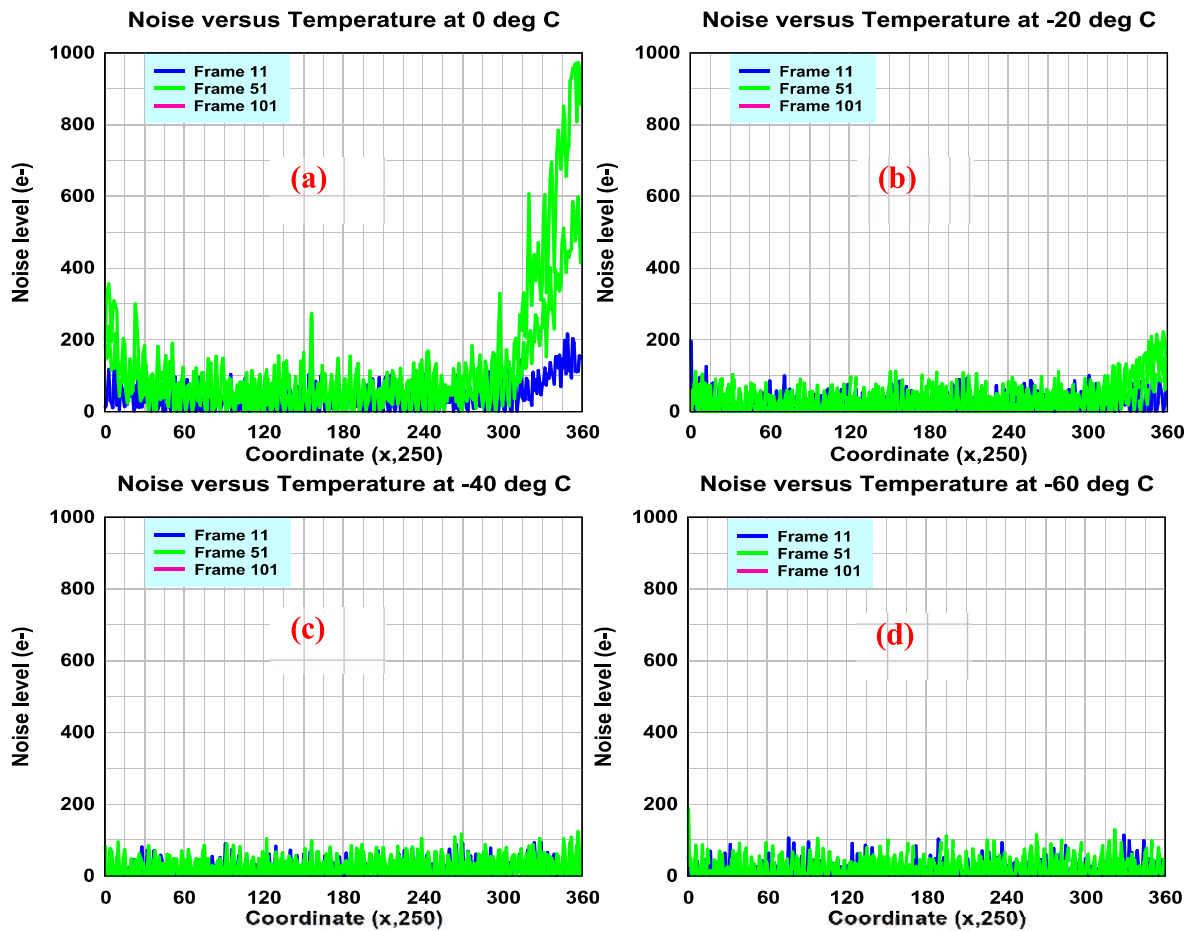 Noise versus Temperature at 0 deg C
1000
800
600
400
200
0
Noise level (e-)
Frame 11
Frame 51
Frame 101
(a)
0 60 120 180 240 300 360
Coordinate (x,250)
Noise versus Temperature at -20 deg C
1000
800
600
400
200
0
Noise level (e-)
Frame 11
Frame 51
Frame 101
(b)
0 60 120 180 240 300 360
Coordinate (x,250)
Noise versus Temperature at -40 deg C
1000
800
600
400
200
0
Noise level (e-)
Frame 11
Frame 51
Frame 101
(c)
0 60 120 180 240 300 360
Coordinate (x,250)
Noise versus Temperature at -60 deg C
1000
800
600
400
200
0
Noise level (e-)
Frame 11
Frame 51
Frame 101
(d)
0 60 120 180 240 300 360
Coordinate (x,250)